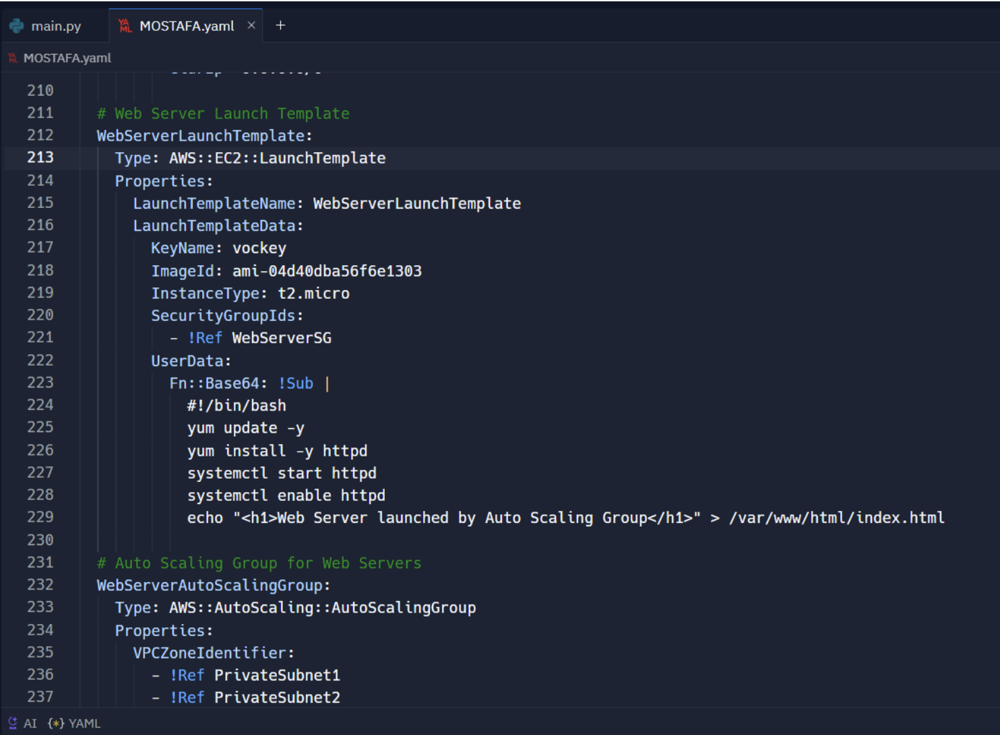 main.py
MOSTAFA.yaml × +
MOSTAFA.yaml
210
211 # Web Server Launch Template
212 WebServerLaunchTemplate:
213 Type: AWS::EC2::LaunchTemplate
214 Properties:
215 LaunchTemplateName: WebServerLaunchTemplate
216 LaunchTemplateData:
217 KeyName: vockey
218 ImageId: ami-04d40dba56f6e1303
219 InstanceType: t2.micro
220 SecurityGroupIds:
221 - !Ref WebServerSG
222 UserData:
223 Fn::Base64: !Sub |
224 #!/bin/bash
225 yum update -y
226 yum install -y httpd
227 systemctl start httpd
228 systemctl enable httpd
229 echo "<h1>Web Server launched by Auto Scaling Group</h1>" > /var/www/html/index.html
230
231 # Auto Scaling Group for Web Servers
232 WebServerAutoScalingGroup:
233 Type: AWS::AutoScaling::AutoScalingGroup
234 Properties:
235 VPCZoneIdentifier:
236 - !Ref PrivateSubnet1
237 - !Ref PrivateSubnet2
AI {*} YAML